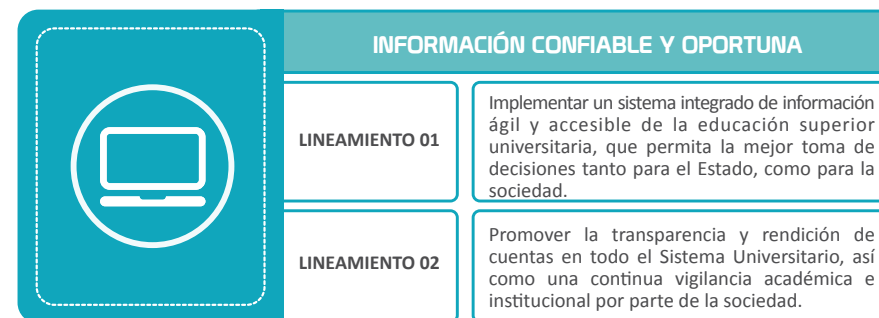 INFORMACIÓN CONFIABLE Y OPORTUNA
LINEAMIENTO 01
Implementar un sistema integrado de información
ágil y accesible de la educación superior
universitaria, que permita la mejor toma de
decisiones tanto para el Estado, como para la
sociedad.
LINEAMIENTO 02
Promover la transparencia y rendición de
cuentas en todo el Sistema Universitario, así
como una continua vigilancia académica e
institucional por parte de la sociedad.